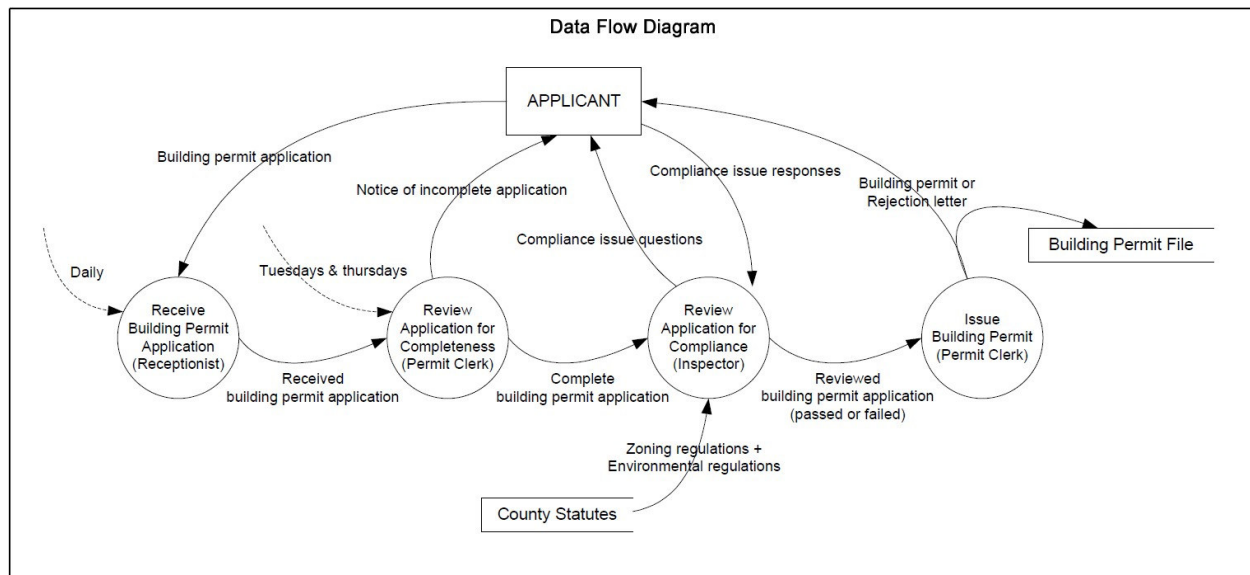 Data Flow Diagram
APPLICANT
Building permit application
Notice of incomplete application
Compliance issue responses
Building permit or
Rejection letter
Building Permit File
Compliance issue questions
Daily
Tuesdays & thursdays
Receive
Building Permit
Application
(Receptionist)
Review
Application for
Completeness
(Permit Clerk)
Review
Application for
Compliance
(Inspector)
Issue
Building Permit
(Permit Clerk)
Received
building permit application
Complete
building permit application
Reviewed
building permit application
(passed or failed)
Zoning regulations +
Environmental regulations
County Statutes